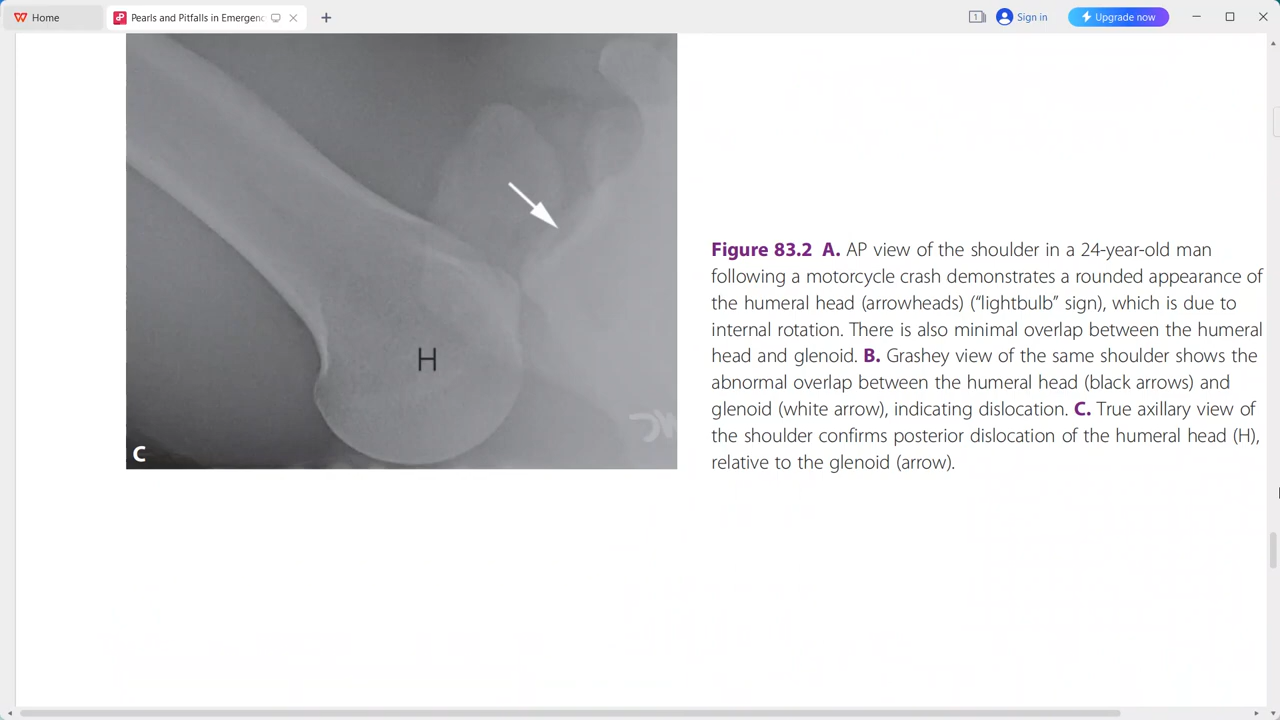 Home
Pearls and Pitfalls in Emergenc
1
Sign in
Upgrade now
H
C
Figure 83.2 A. AP view of the shoulder in a 24-year-old man
following a motorcycle crash demonstrates a rounded appearance of
the humeral head (arrowheads) (“lightbulb” sign), which is due to
internal rotation. There is also minimal overlap between the humeral
head and glenoid. B. Grashey view of the same shoulder shows the
abnormal overlap between the humeral head (black arrows) and
glenoid (white arrow), indicating dislocation. C. True axillary view of
the shoulder confirms posterior dislocation of the humeral head (H),
relative to the glenoid (arrow).